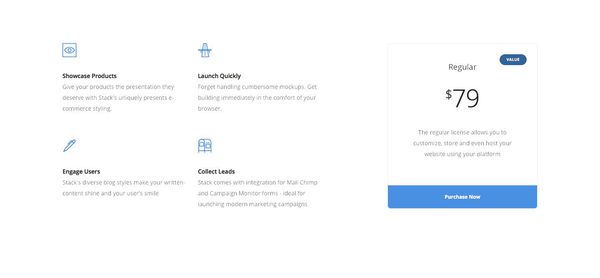 Showcase Products
Give your products the presentation they
deserve with Stack's uniquely presents e-
commerce styling.
Launch Quickly
Forget handling cumbersome mockups. Get
building immediately in the comfort of your
browser.
Engage Users
Stack's diverse blog styles make your written-
content shine and your user's smile
Collect Leads
Stack comes with integration for Mail Chimp
and Campaign Monitor forms - ideal for
launching modern marketing campaigns
VALUE
Regular
$79
The regular license allows you to
customize, store and even host your
website using your platform
Purchase Now